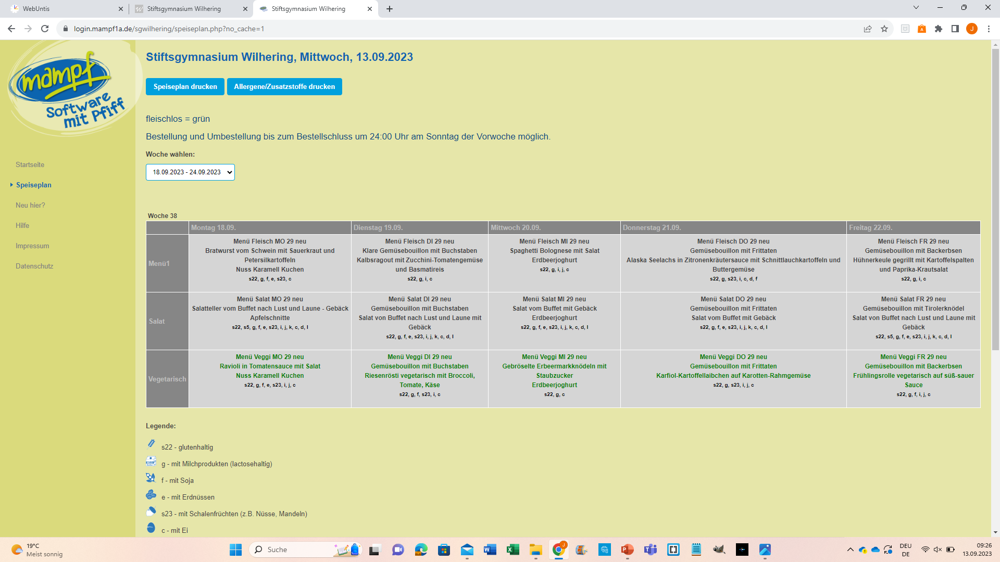 WebUntis
Stiftsgymnasium Wilhering
Stiftsgymnasium Wilhering
login.mampf1a.de/sgwilhering/speiseplan.php?no_cache=1
J
mampf
Software
mit Pfiff
Startseite
Speiseplan
Neu hier?
Hilfe
Impressum
Datenschutz
Stiftsgymnasium Wilhering, Mittwoch, 13.09.2023
Speiseplan drucken
Allergene/Zusatzstoffe drucken
fleischlos = grün
Bestellung und Umbestellung bis zum Bestellschluss um 24:00 Uhr am Sonntag der Vorwoche möglich.
Woche wählen:
18.09.2023 - 24.09.2023
Woche 38
Montag 18.09.
Dienstag 19.09.
Mittwoch 20.09.
Donnerstag 21.09.
Freitag 22.09.
Menü1
Menü Fleisch MO 29 neu
Bratwurst vom Schwein mit Sauerkraut und
Petersilkartoffeln
Nuss Karamell Kuchen
s22, g, f, e, s23, c
Menü Fleisch DI 29 neu
Klare Gemüsebouillon mit Buchstaben
Kalbsragout mit Zucchini-Tomatengemüse
und Basmatireis
s22, g, i, c
Menü Fleisch MI 29 neu
Spaghetti Bolognese mit Salat
Erdbeerjoghurt
s22, g, i, j, c
Menü Fleisch DO 29 neu
Gemüsebouillon mit Frittaten
Alaska Seelachs in Zitronenkräutersauce mit Schnittlauchkartoffeln und
Buttergemüse
s22, g, s23, i, c, d, f
Menü Fleisch FR 29 neu
Gemüsebouillon mit Backerbsen
Hühnerkeule gegrillt mit Kartoffelspalten
und Paprika-Krautsalat
s22, g, i, c
Salat
Menü Salat MO 29 neu
Salatteller vom Buffet nach Lust und Laune - Gebäck
Apfelschnitte
s22, s5, g, f, e, s23, i, j, k, c, d, l
Menü Salat DI 29 neu
Gemüsebouillon mit Buchstaben
Salat von Buffet nach Lust und Laune mit
Gebäck
s22, g, f, e, s23, i, j, k, c, d, l
Menü Salat MI 29 neu
Salat vom Buffet mit Gebäck
Erdbeerjoghurt
s22, g, f, e, s23, i, j, k, c, d, l
Menü Salat DO 29 neu
Gemüsebouillon mit Frittaten
Salat vom Buffet mit Gebäck
s22, g, f, e, s23, i, j, k, c, d, l
Menü Salat FR 29 neu
Gemüsebouillon mit Tirolerknödel
Salat von Buffet nach Lust und Laune mit
Gebäck
s22, s5, g, f, e, s23, i, j, k, c, d, l
Vegetarisch
Menü Veggi MO 29 neu
Ravioli in Tomatensauce mit Salat
Nuss Karamell Kuchen
s22, g, f, e, s23, i, j, c
Menü Veggi DI 29 neu
Gemüsebouillon mit Buchstaben
Riesenrösti vegetarisch mit Broccoli,
Tomate, Käse
s22, g, f, s23, i, c
Menü Veggi MI 29 neu
Gebröselte Erbeermarkknödeln mit
Staubzucker
Erdbeerjoghurt
s22, g, c
Menü Veggi DO 29 neu
Gemüsebouillon mit Frittaten
Karfiol-Kartoffellaibchen auf Karotten-Rahmgemüse
s22, g, s23, i, j, c
Menü Veggi FR 29 neu
Gemüsebouillon mit Backerbsen
Frühlingsrolle vegetarisch auf süß-sauer
Sauce
s22, g, f, i, j, c
Legende:
s22 - glutenhaltig
g - mit Milchprodukten (lactosehaltig)
f - mit Soja
e - mit Erdnüssen
s23 - mit Schalenfrüchten (z.B. Nüsse, Mandeln)
c - mit Ei
19°C
Meist sonnig
Suche
DEU
DE
09:26
13.09.2023